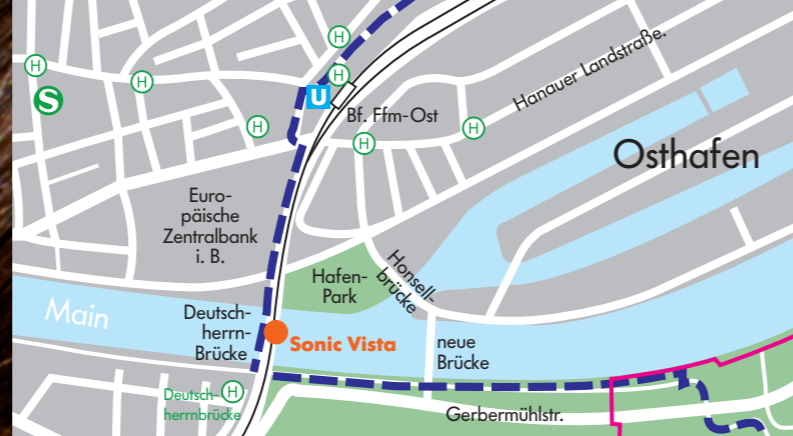 H
H
H
H
S
U
H
H
H
Bf. Ffm-Ost
Hanauer Landstraße.
Osthafen
Euro-
päische
Zentralbank
i. B.
Hafen-
Park
Honsell-
brücke
Main
Deutsch-
herrn-
Brücke
Sonic Vista
neue
Brücke
Deutsch-
herrnbrücke
H
Gerbermühlstr.